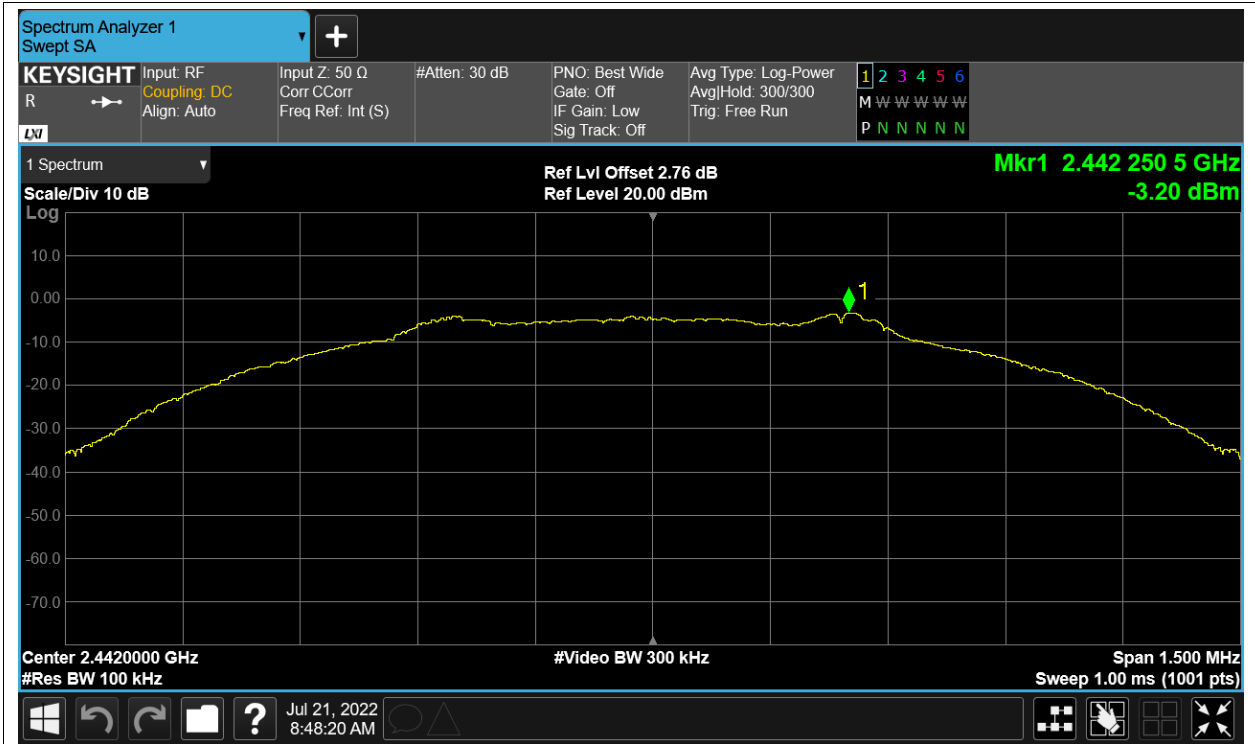 Spectrum Analyzer 1
Swept SA
+
KEYSIGHT
R
LXI
Input: RF
Coupling: DC
Align: Auto
Input Z: 50 Ω
Corr CCorr
Freq Ref: Int (S)
#Atten: 30 dB
PNO: Best Wide
Gate: Off
IF Gain: Low
Sig Track: Off
Avg Type: Log-Power
Avg|Hold: 300/300
Trig: Free Run
1 2 3 4 5 6
M W W W W W W
P N N N N N N
1 Spectrum
Scale/Div 10 dB
Log
Ref Lvl Offset 2.76 dB
Ref Level 20.00 dBm
Mkr1 2.442 250 5 GHz
-3.20 dBm
10.0
0.00
-10.0
-20.0
-30.0
-40.0
-50.0
-60.0
-70.0
1
Center 2.4420000 GHz
#Res BW 100 kHz
#Video BW 300 kHz
Span 1.500 MHz
Sweep 1.00 ms (1001 pts)
?
Jul 21, 2022
8:48:20 AM